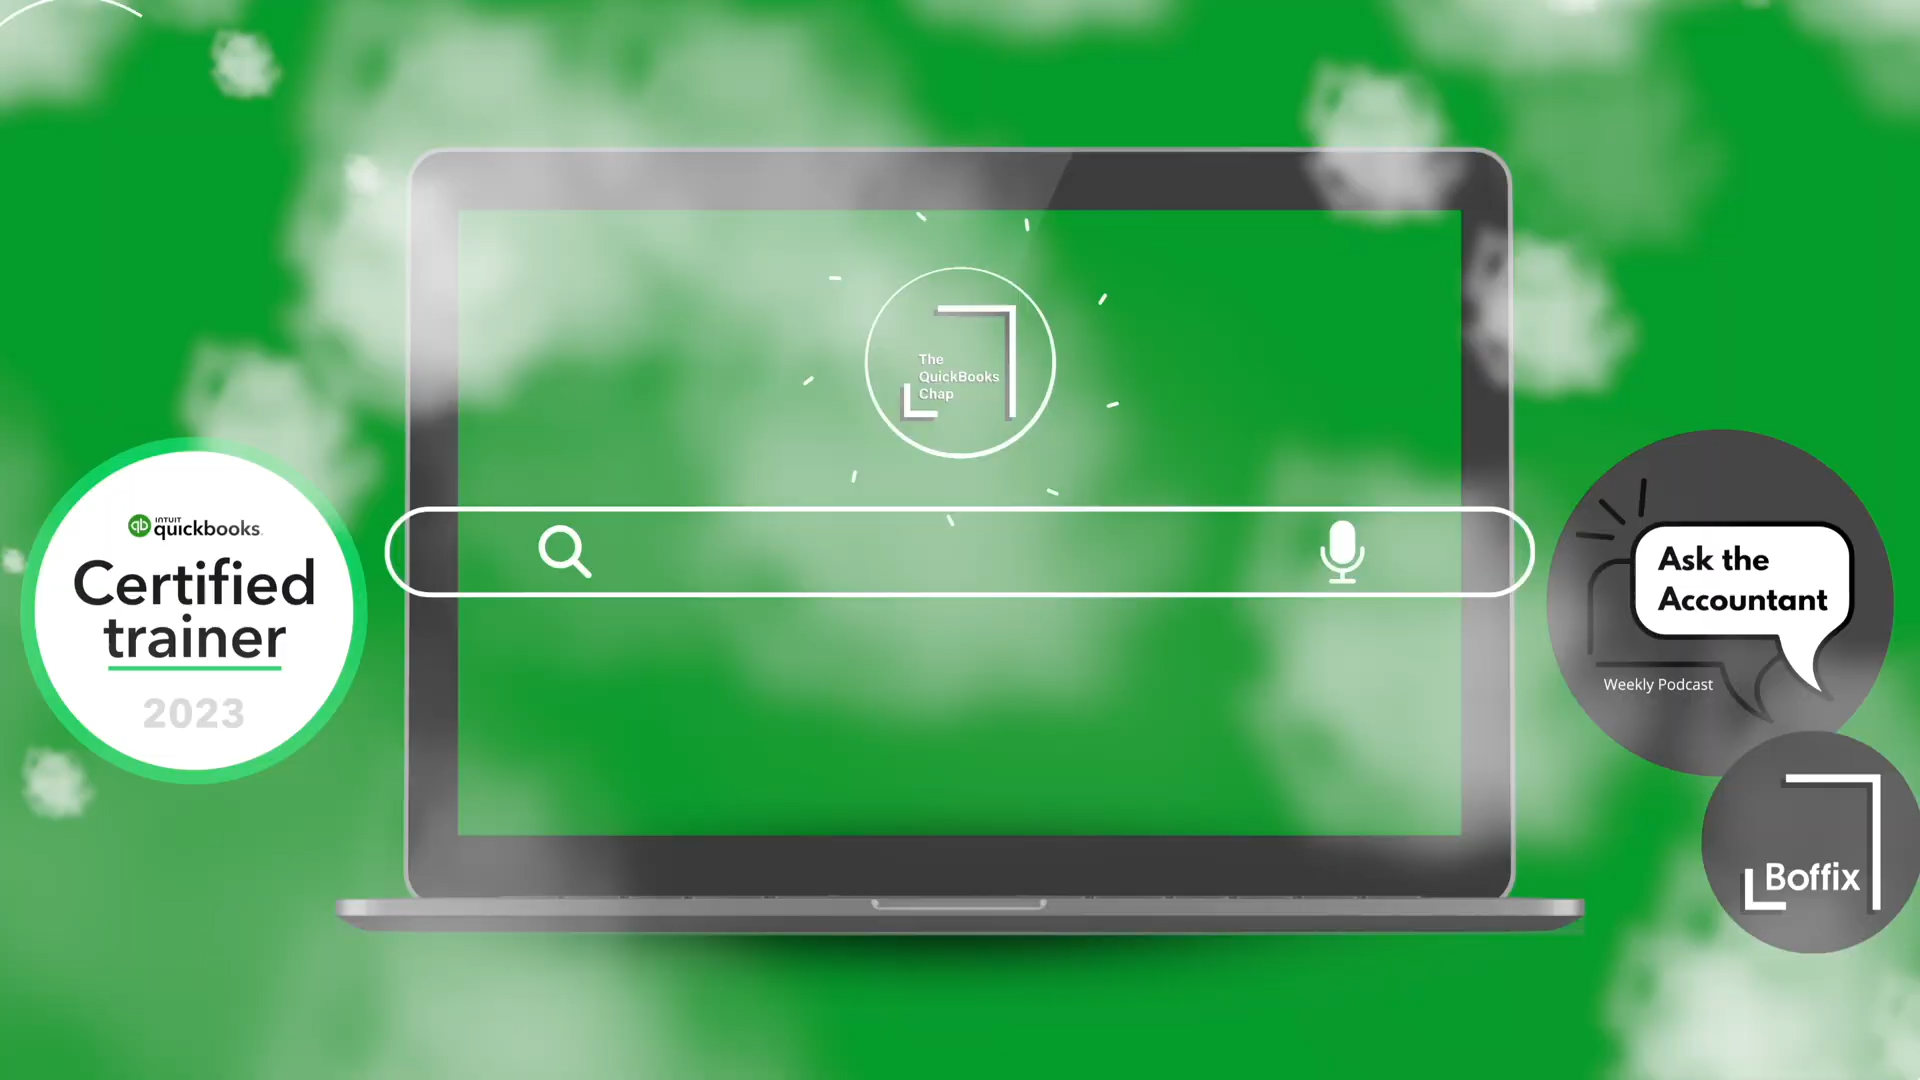 The
QuickBooks
Chap
INTUIT
quickbooks.
Certified
trainer
2023
Ask the
Accountant
Weekly Podcast
Boffix